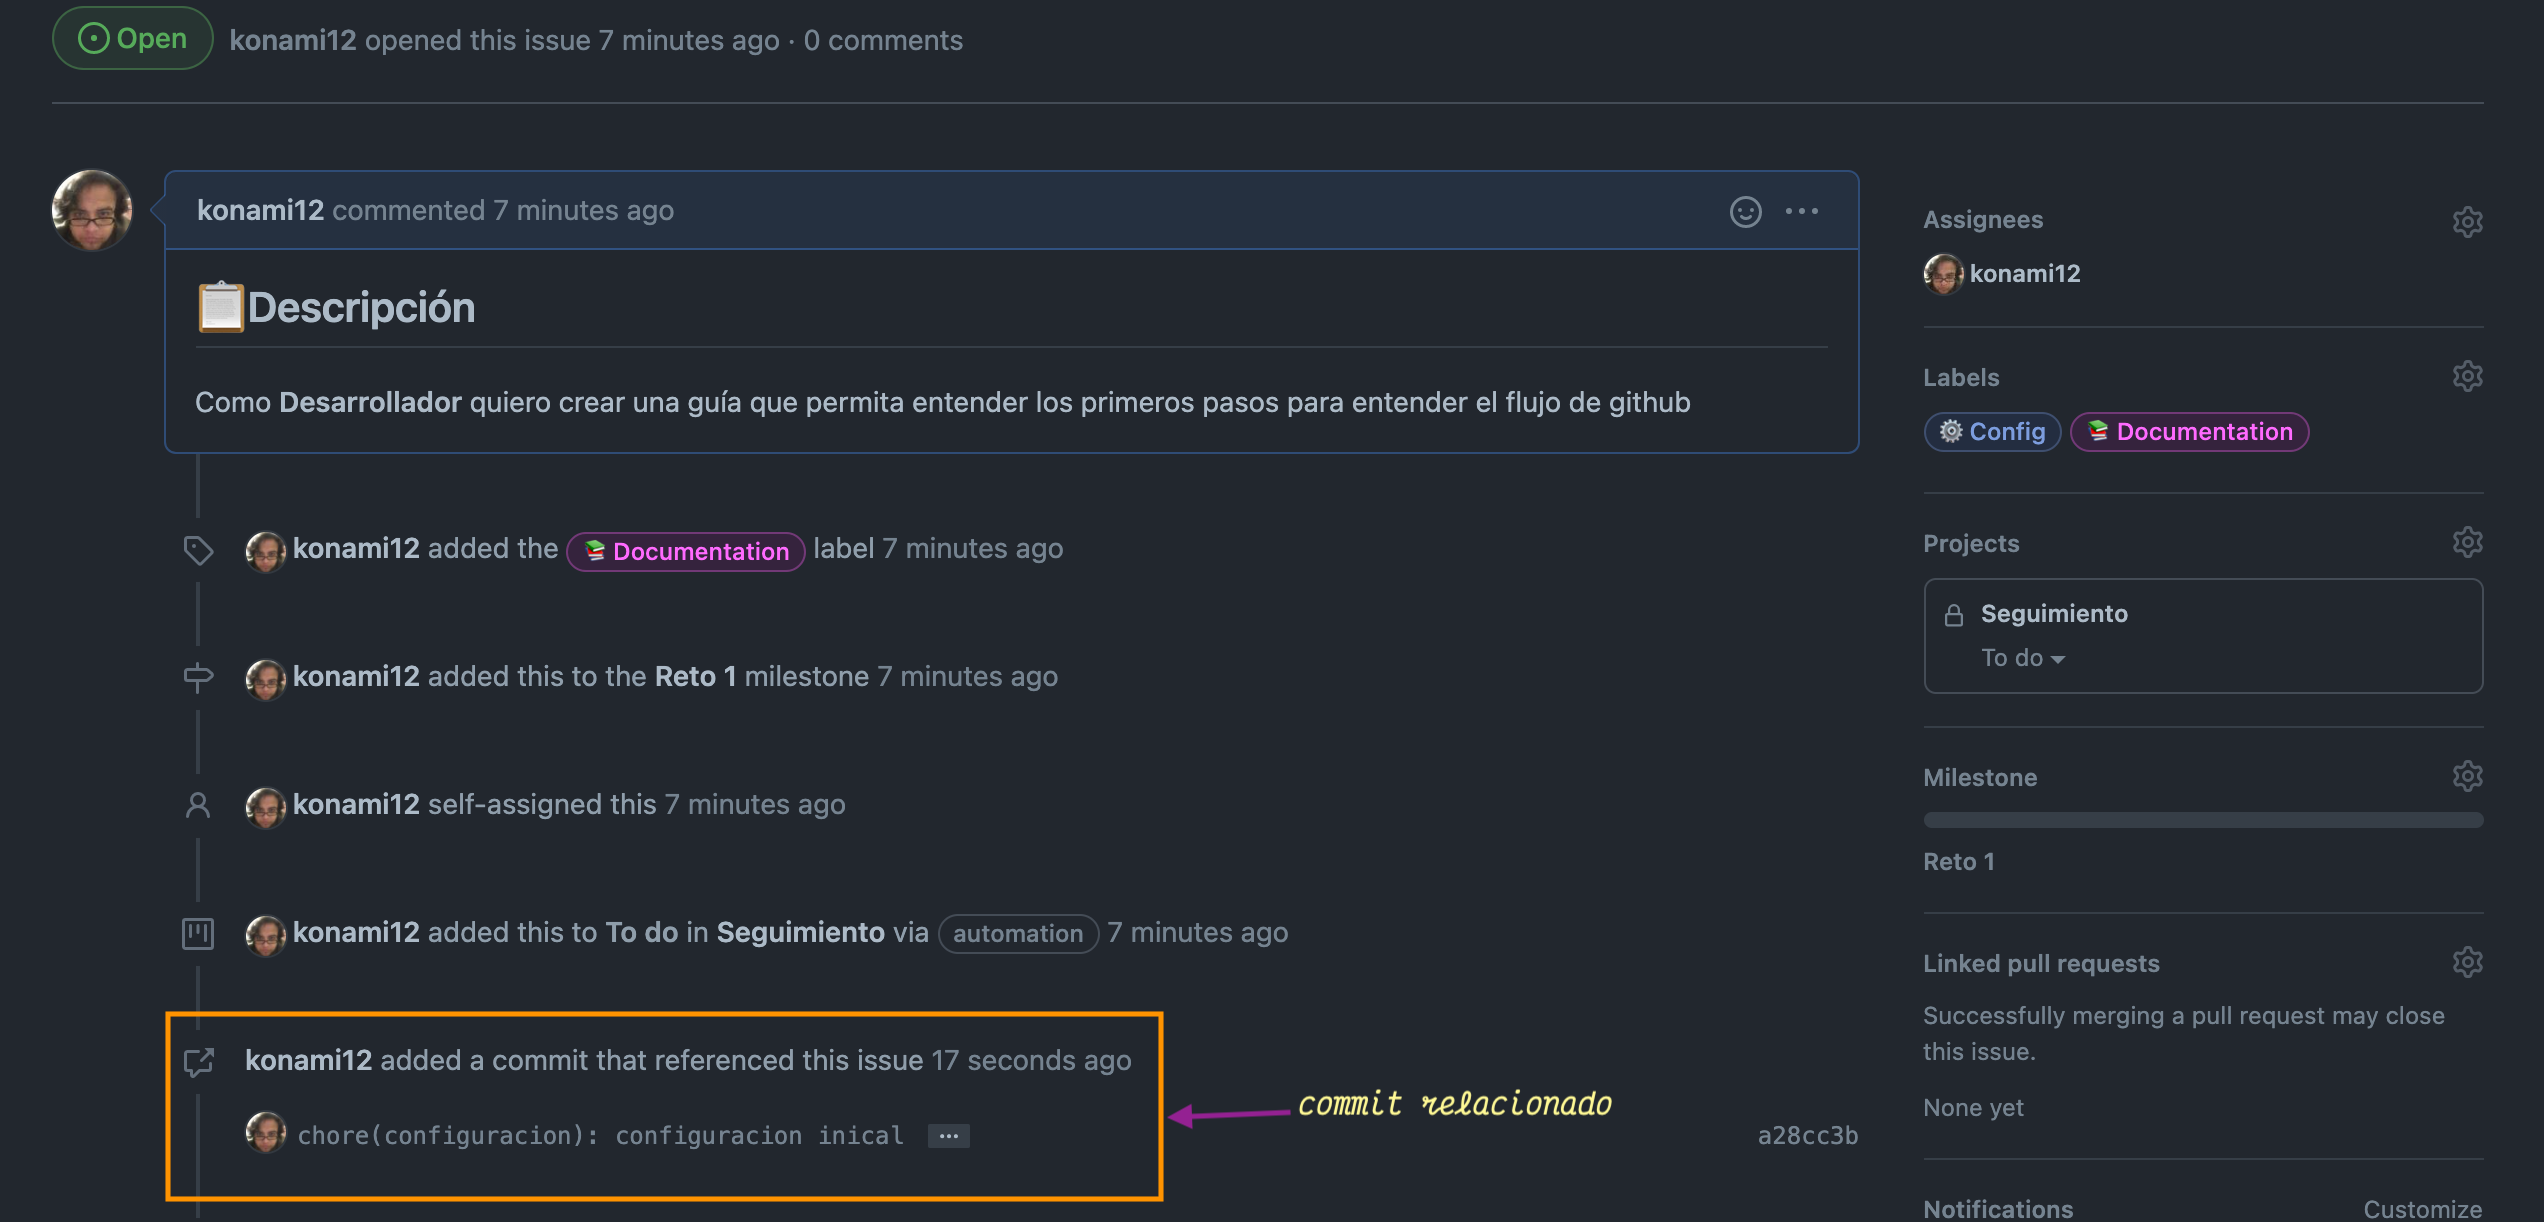 Open konami12 opened this issue 7 minutes ago · 0 comments
konami12 commented 7 minutes ago
Descripción
Como Desarrollador quiero crear una guía que permita entender los primeros pasos para entender el flujo de github
konami12 added the Documentation label 7 minutes ago
konami12 added this to the Reto 1 milestone 7 minutes ago
konami12 self-assigned this 7 minutes ago
konami12 added this to To do in Seguimiento via automation 7 minutes ago
konami12 added a commit that referenced this issue 17 seconds ago
chore(configuracion): configuracion inical ...
commit relacionado
a28cc3b
Assignees
konami12
Labels
Config Documentation
Projects
Seguimiento
To do
Milestone
Reto 1
Linked pull requests
Successfully merging a pull request may close
this issue.
None yet
Notifications Customize